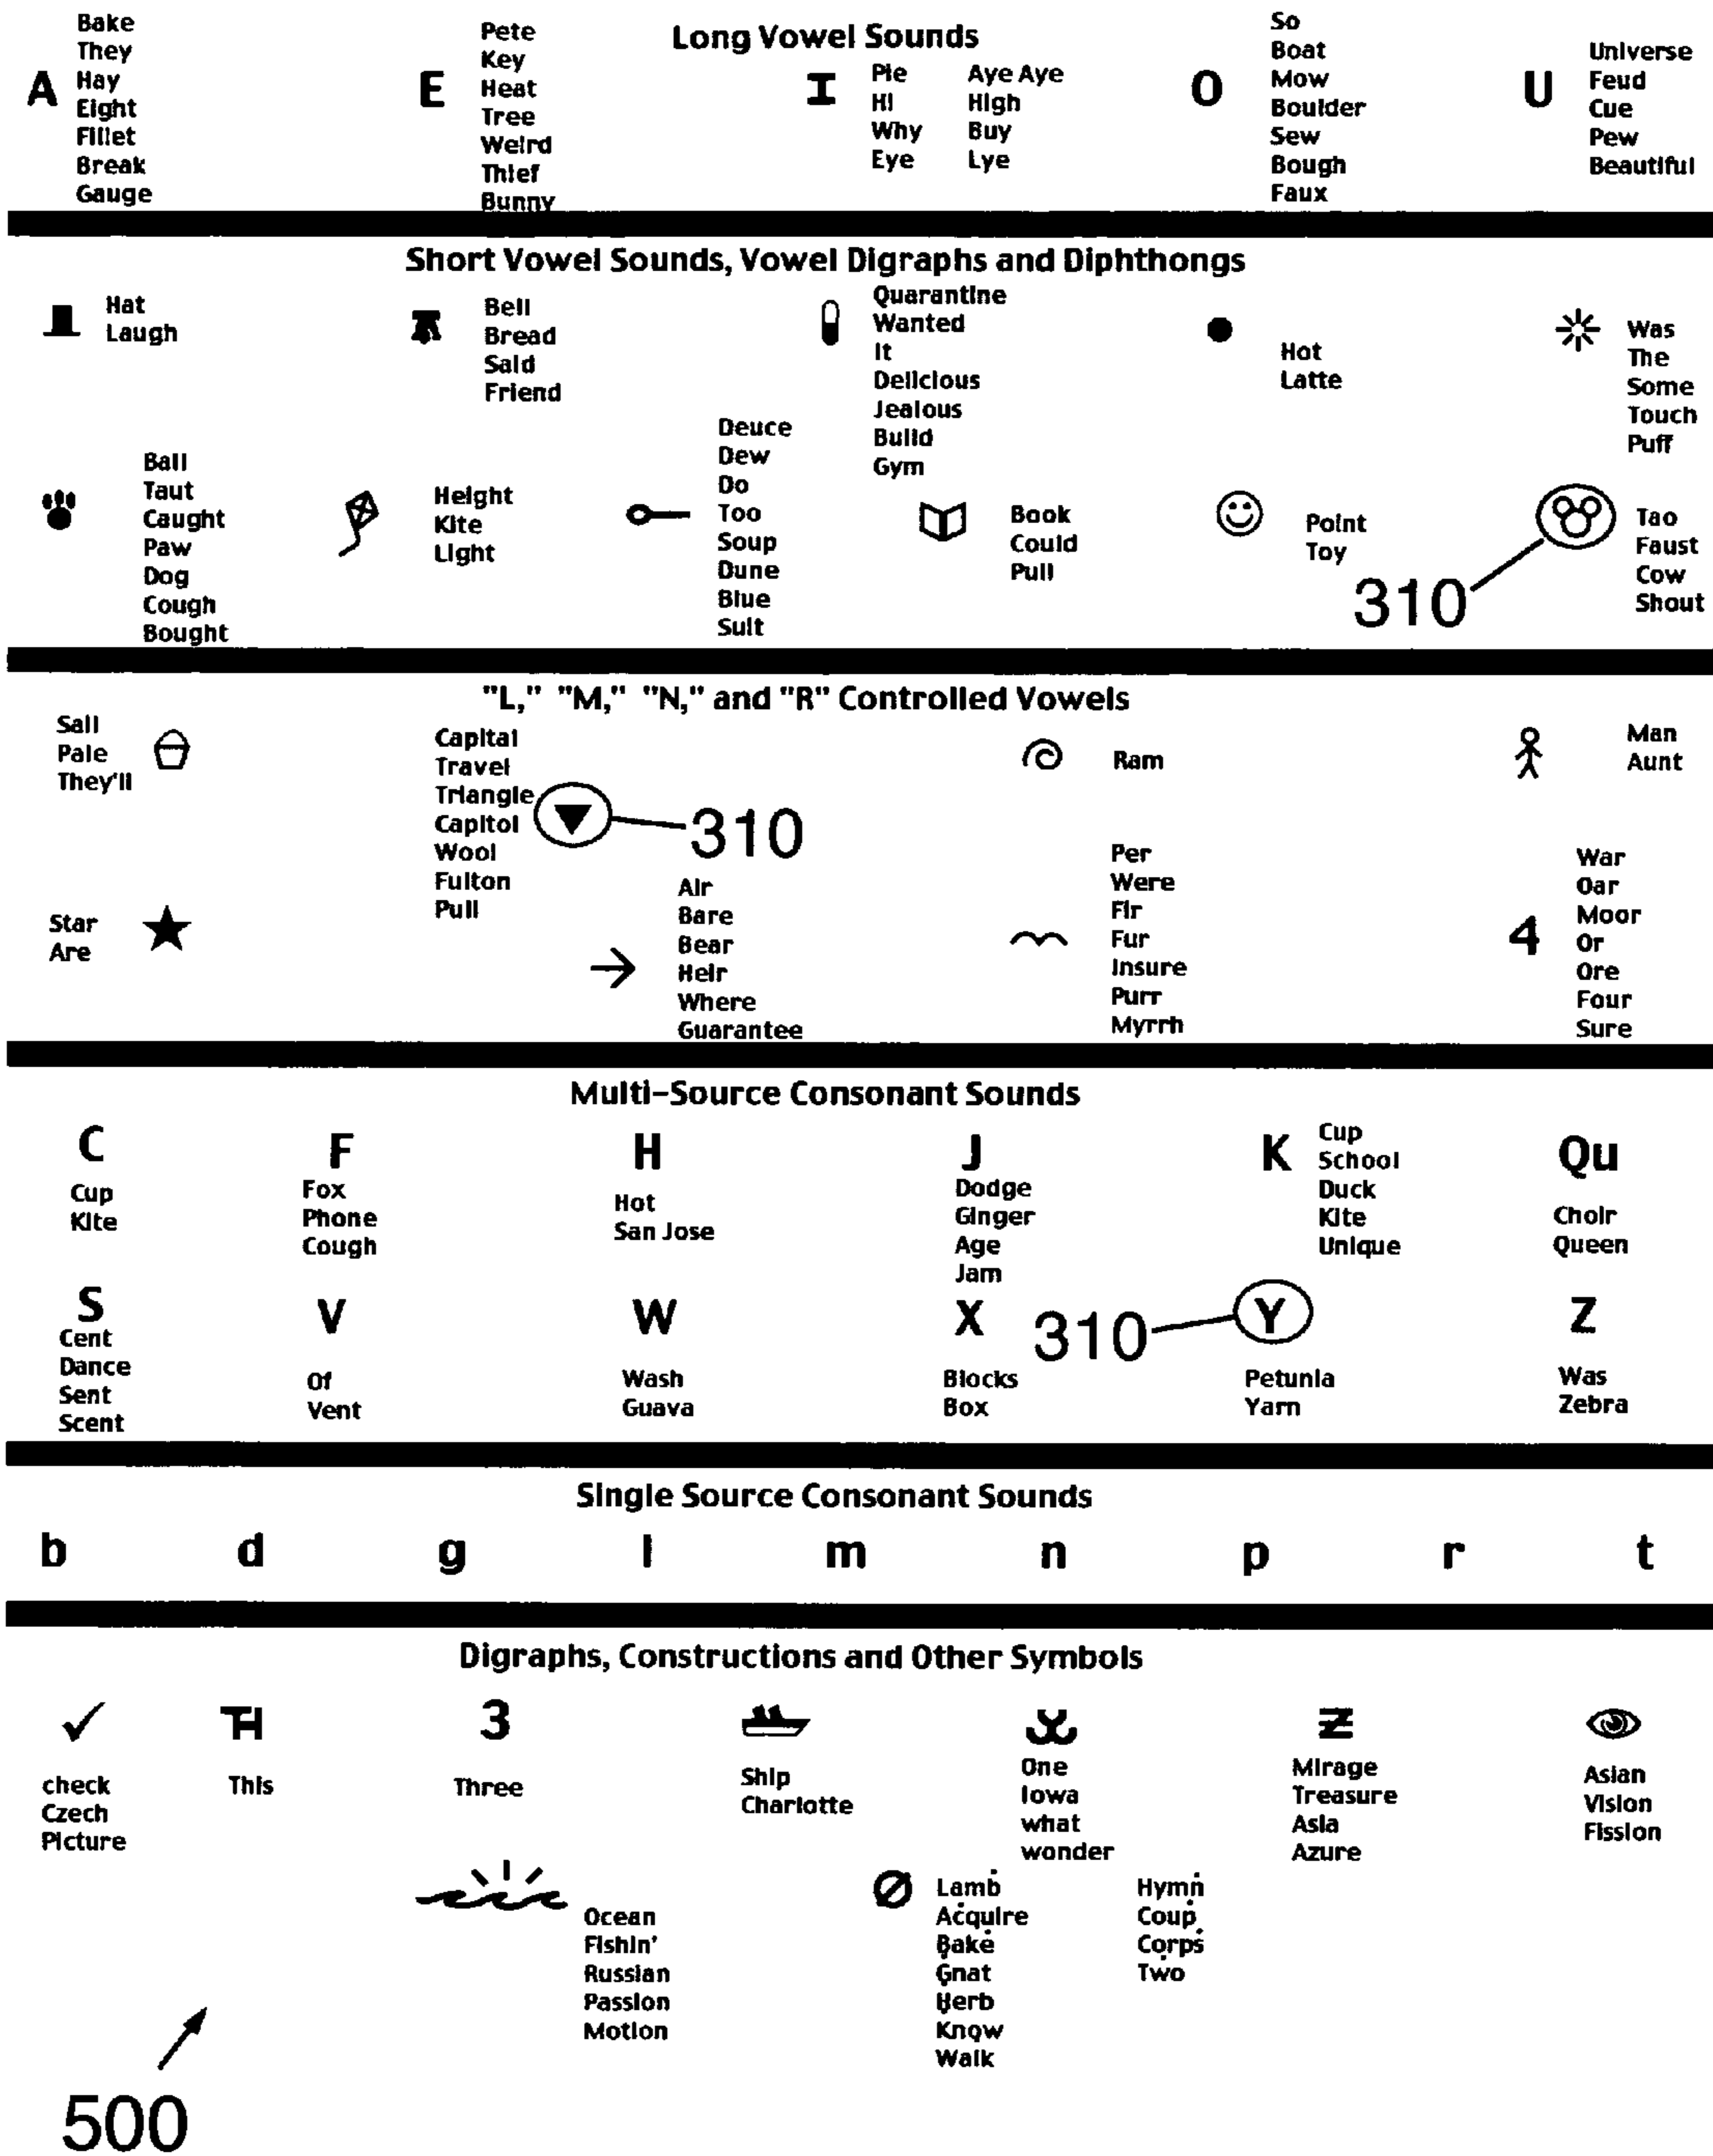 Long Vowel Sounds
A
Bake
They
Hay
Eight
Fillet
Break
Gauge
E
Pete
Key
Heat
Tree
Weird
Thief
Bunny
I
Pie
Hi
Why
Eye
Aye Aye
High
Buy
Lye
O
So
Boat
Mow
Boulder
Sew
Bough
Faux
U
Universe
Feud
Cue
Pew
Beautiful
Short Vowel Sounds, Vowel Digraphs and Diphthongs
Hat
Laugh
Bell
Bread
Said
Friend
Quarantine
Wanted
It
Delicious
Jealous
Build
Gym
Hot
Latte
Was
The
Some
Touch
Puff
Ball
Taut
Caught
Paw
Dog
Cough
Bought
Height
Kite
Light
Deuce
Dew
Do
Too
Soup
Dune
Blue
Suit
Book
Could
Pull
Point
Toy
310
Tao
Faust
Cow
Shout
"L," "M," "N," and "R" Controlled Vowels
Sail
Pale
They'll
Capital
Travel
Triangle
Capitol
Wool
Fulton
Pull
310
Ram
Man
Aunt
Star
Are
Air
Bare
Bear
Heir
Where
Guarantee
Per
Were
Fir
Fur
Insure
Purr
Myrrh
4
War
Oar
Moor
Or
Ore
Four
Sure
Multi-Source Consonant Sounds
C
Cup
Kite
F
Fox
Phone
Cough
H
Hot
San Jose
J
Dodge
Ginger
Age
Jam
K
Cup
School
Duck
Kite
Unique
Qu
Choir
Queen
S
Cent
Dance
Sent
Scent
V
Of
Vent
W
Wash
Guava
X
Blocks
Box
310
Y
Petunia
Yarn
Z
Was
Zebra
Single Source Consonant Sounds
b d g l m n p r t
Digraphs, Constructions and Other Symbols
check
Czech
Picture
TH
This
3
Three
Ship
Charlotte
One
Iowa
what
wonder
Mirage
Treasure
Asia
Azure
Asian
Vision
Fission
Ocean
Fishin'
Russian
Passion
Motion
Ø
Lamb
Acquire
Bake
Gnat
Herb
Know
Walk
Hymn
Coup
Corps
Two
500